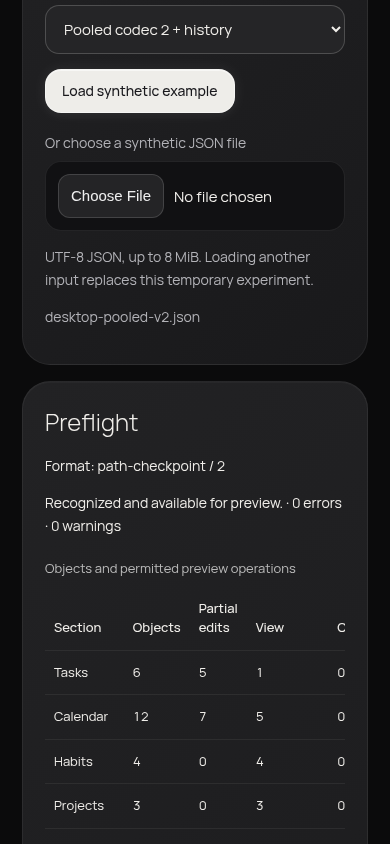 Pooled codec 2 + history
Load synthetic example
Or choose a synthetic JSON file
Choose File No file chosen
UTF-8 JSON, up to 8 MiB. Loading another
input replaces this temporary experiment.
desktop-pooled-v2.json
Preflight
Format: path-checkpoint / 2
Recognized and available for preview. · 0 errors
· 0 warnings
Objects and permitted preview operations
Section Objects Partial edits View
Tasks 6 5 1 0
Calendar 12 7 5 0
Habits 4 0 4 0
Projects 3 0 3 0